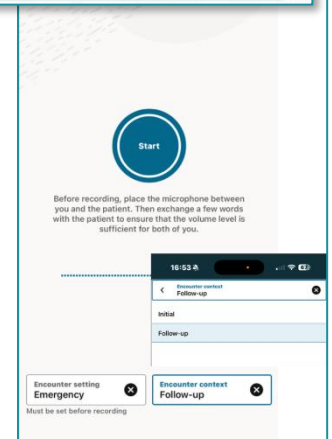 Start
Before recording, place the microphone between
you and the patient. Then exchange a few words
with the patient to ensure that the volume level is
sufficient for both of you.
16:53
Encounter context
Follow-up
Initial
Follow-up
Encounter setting
Emergency
Encounter context
Follow-up
Must be set before recording